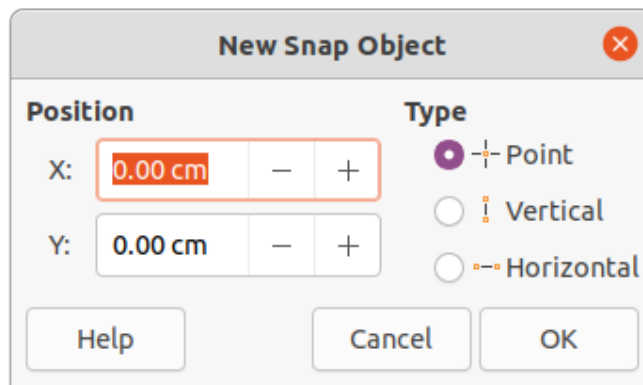 New Snap Object
Position
X: 0.00 cm
Y: 0.00 cm
Type
Point
Vertical
Horizontal
Help
Cancel
OK